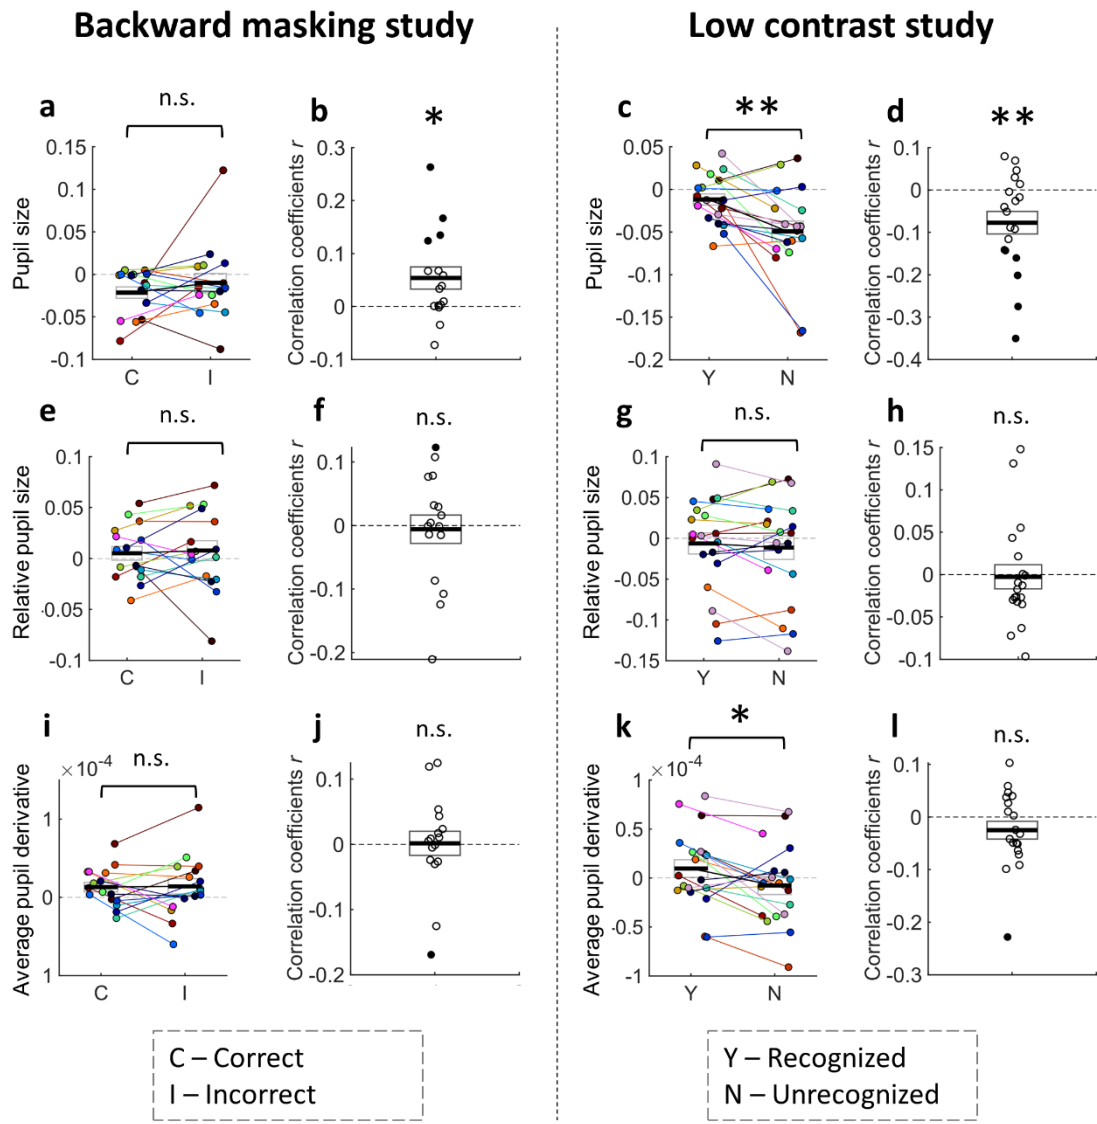 Backward masking study
Low contrast study
a
n.s.
b
*
c
**
d
**
Pupil size
0.15
0.1
0.05
0
-0.05
-0.1
C
I
Correlation coefficients r
0.3
0.2
0.1
0
0.1
Pupil size
0.05
0
-0.05
-0.1
-0.15
-0.2
Y
N
Correlation coefficients r
0.1
0
-0.1
-0.2
-0.3
-0.4
e
n.s.
f
n.s.
g
n.s.
h
n.s.
Relative pupil size
0.1
0.05
0
0.05
-0.1
C
I
Correlation coefficients r
0.1
0
-0.1
-0.2
Relative pupil size
0.1
0.05
0
0.05
-0.1
-0.15
Y
N
Correlation coefficients r
0.15
0.1
0.05
0
0.05
-0.1
i
n.s.
j
n.s.
k
*
l
n.s.
Average pupil derivative
×10-4
1
0
1
C
I
Correlation coefficients r
0.1
0
-0.1
-0.2
Average pupil derivative
×10-4
1
0.5
0
-0.5
-1
Y
N
Correlation coefficients r
0.1
0
-0.1
-0.2
-0.3
C – Correct
I – Incorrect
Y – Recognized
N – Unrecognized